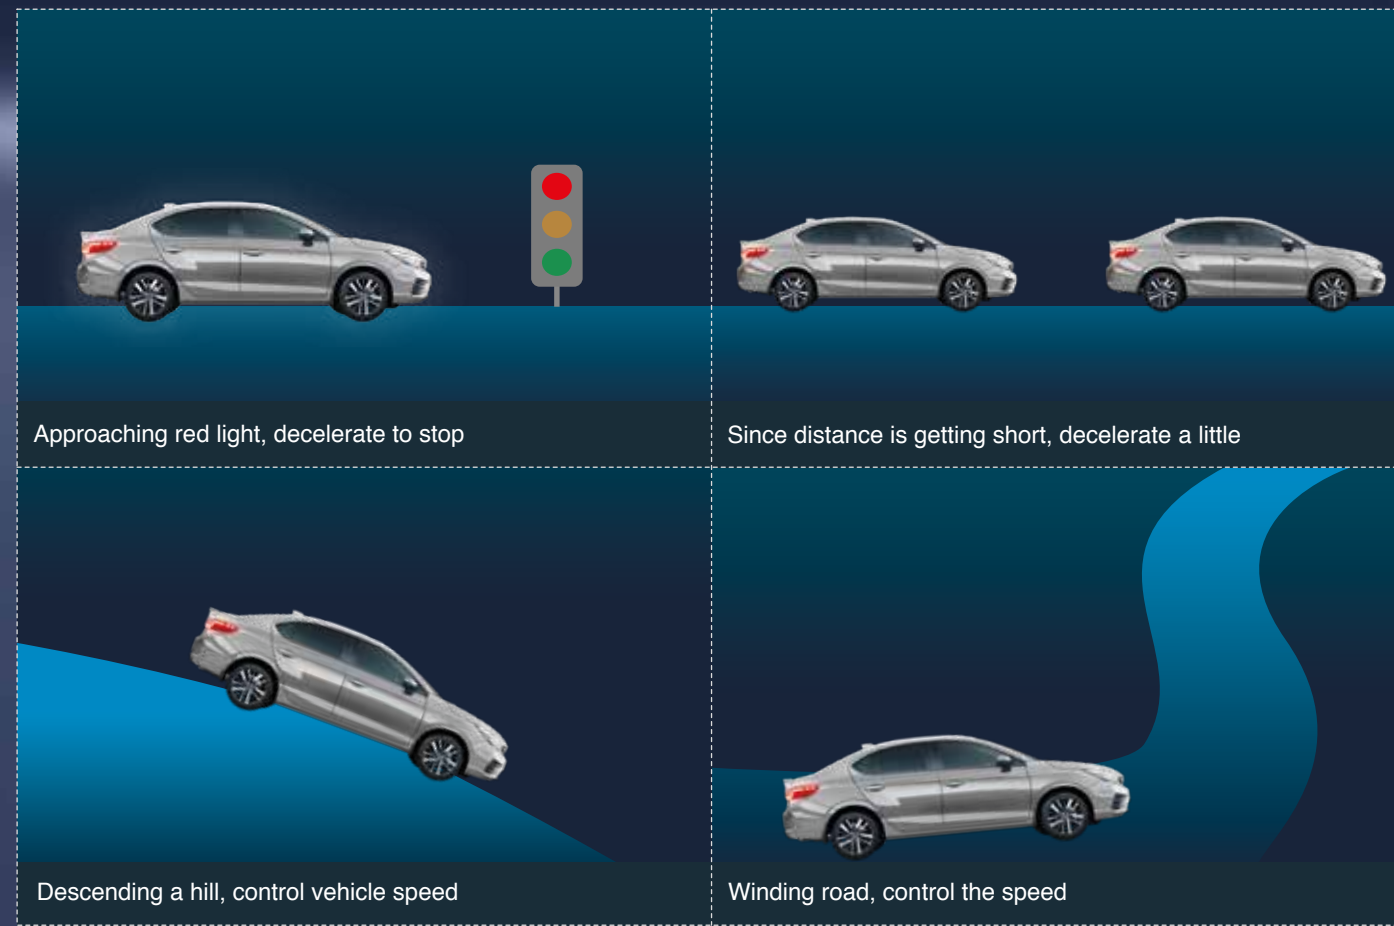 Approaching red light, decelerate to stop
Since distance is getting short, decelerate a little
Descending a hill, control vehicle speed
Winding road, control the speed